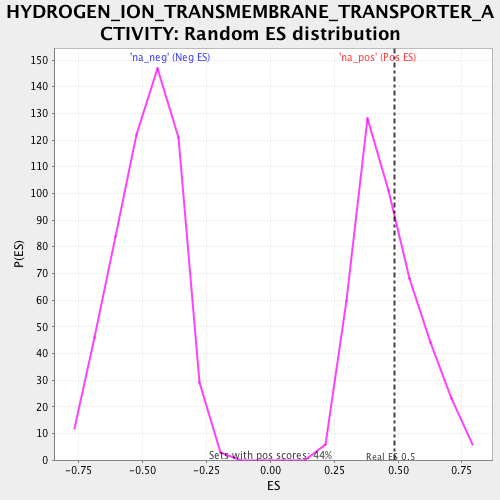 HYDROGEN_ION_TRANSMEMBRANE_TRANSPORTER_A
CTIVITY: Random ES distribution
'na_neg' (Neg ES)
'na_pos' (Pos ES)
150
140
130
120
110
100
90
80
70
60
50
40
30
20
10
0
P(ES)
Sets with pos scores: 44%
Real ES 0.5
-0.75
-0.50
-0.25
0.00
0.25
0.50
0.75
ES